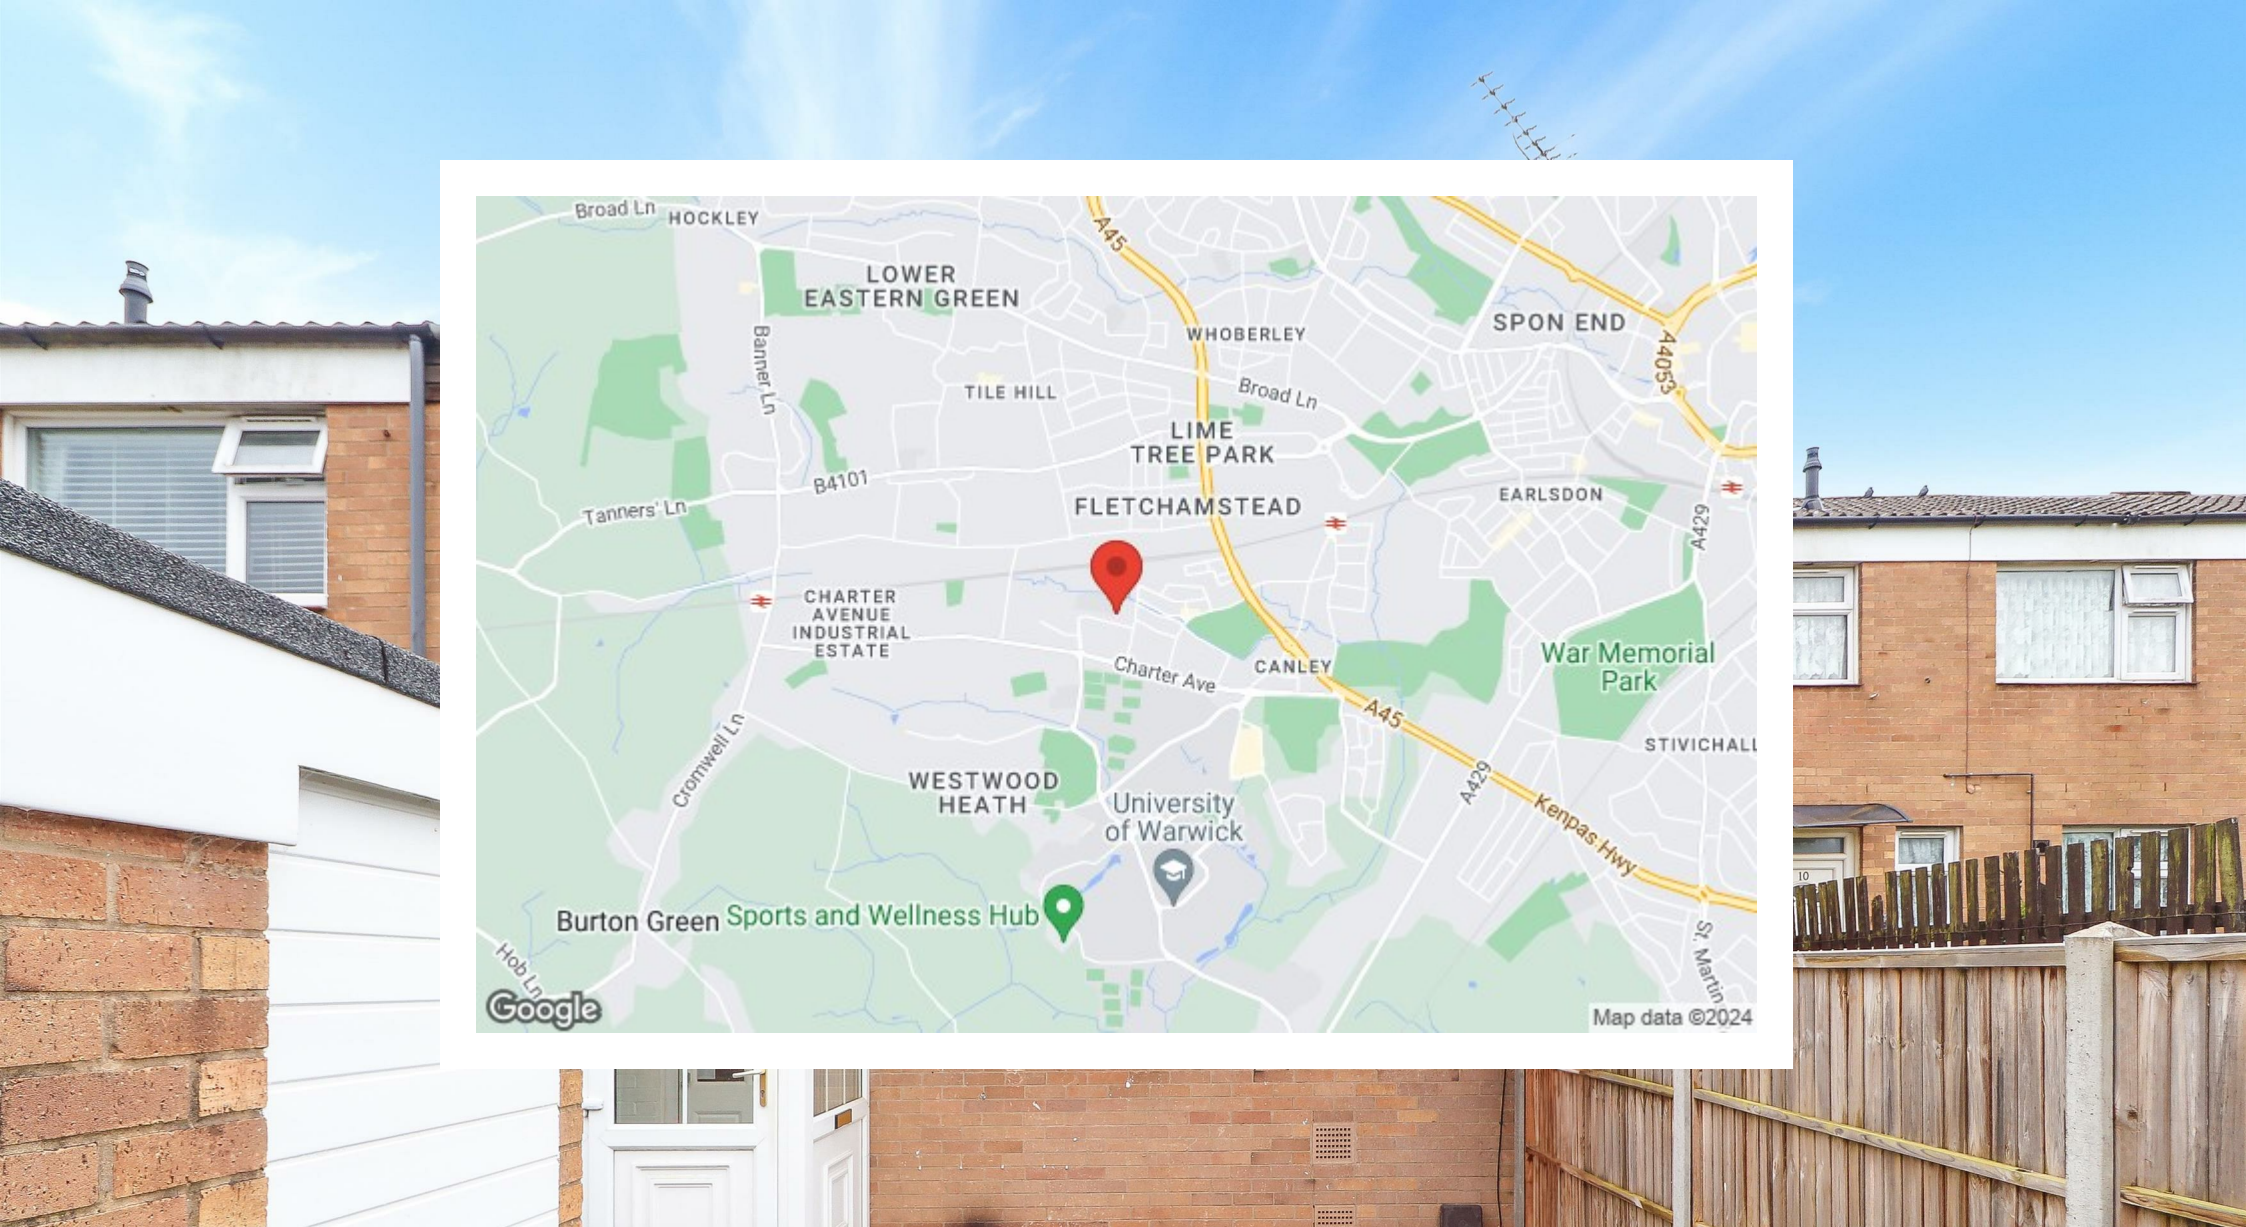 Broad Ln
HOCKLEY
A45
LOWER
EASTERN GREEN
Banner Ln
WHOBERLEY
SPON END
A4053
TILE HILL
Broad Ln
LIME
TREE PARK
B4101
Tanners' Ln
FLETCHAMSTEAD
EARLSDON
A429
CHARTER
AVENUE
INDUSTRIAL
ESTATE
Charter Ave
CANLEY
War Memorial
Park
A45
STIVICHALL
Cromwell Ln
WESTWOOD
HEATH
A429
University
of Warwick
Kenpas Hwy
10
Burton Green
Sports and Wellness Hub
Hob Ln
St. Martin
Google
Map data ©2024